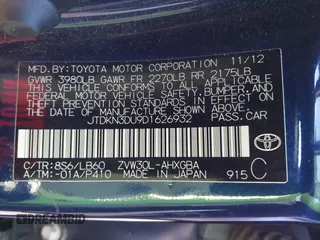 MFD. BY: TOYOTA MOTOR CORPORATION 11/12
GVWR 3980LB GAWR FR 2270LB RR 2175LB
THIS VEHICLE CONFORMS TO ALL APPLICABLE
FEDERAL MOTOR VEHICLE SAFETY, BUMPER, AND
THEFT PREVENTION STANDARDS IN EFFECT ON
THE DATE OF MANUFACTURE SHOWN ABOVE.
JTDKN3DU9D1626932
PASS. CAR
C/TR: 8S6/LB60 ZVW30L-AHXGBA
A/TM: -01A/P410
MADE IN JAPAN
TOYOTA
915 C